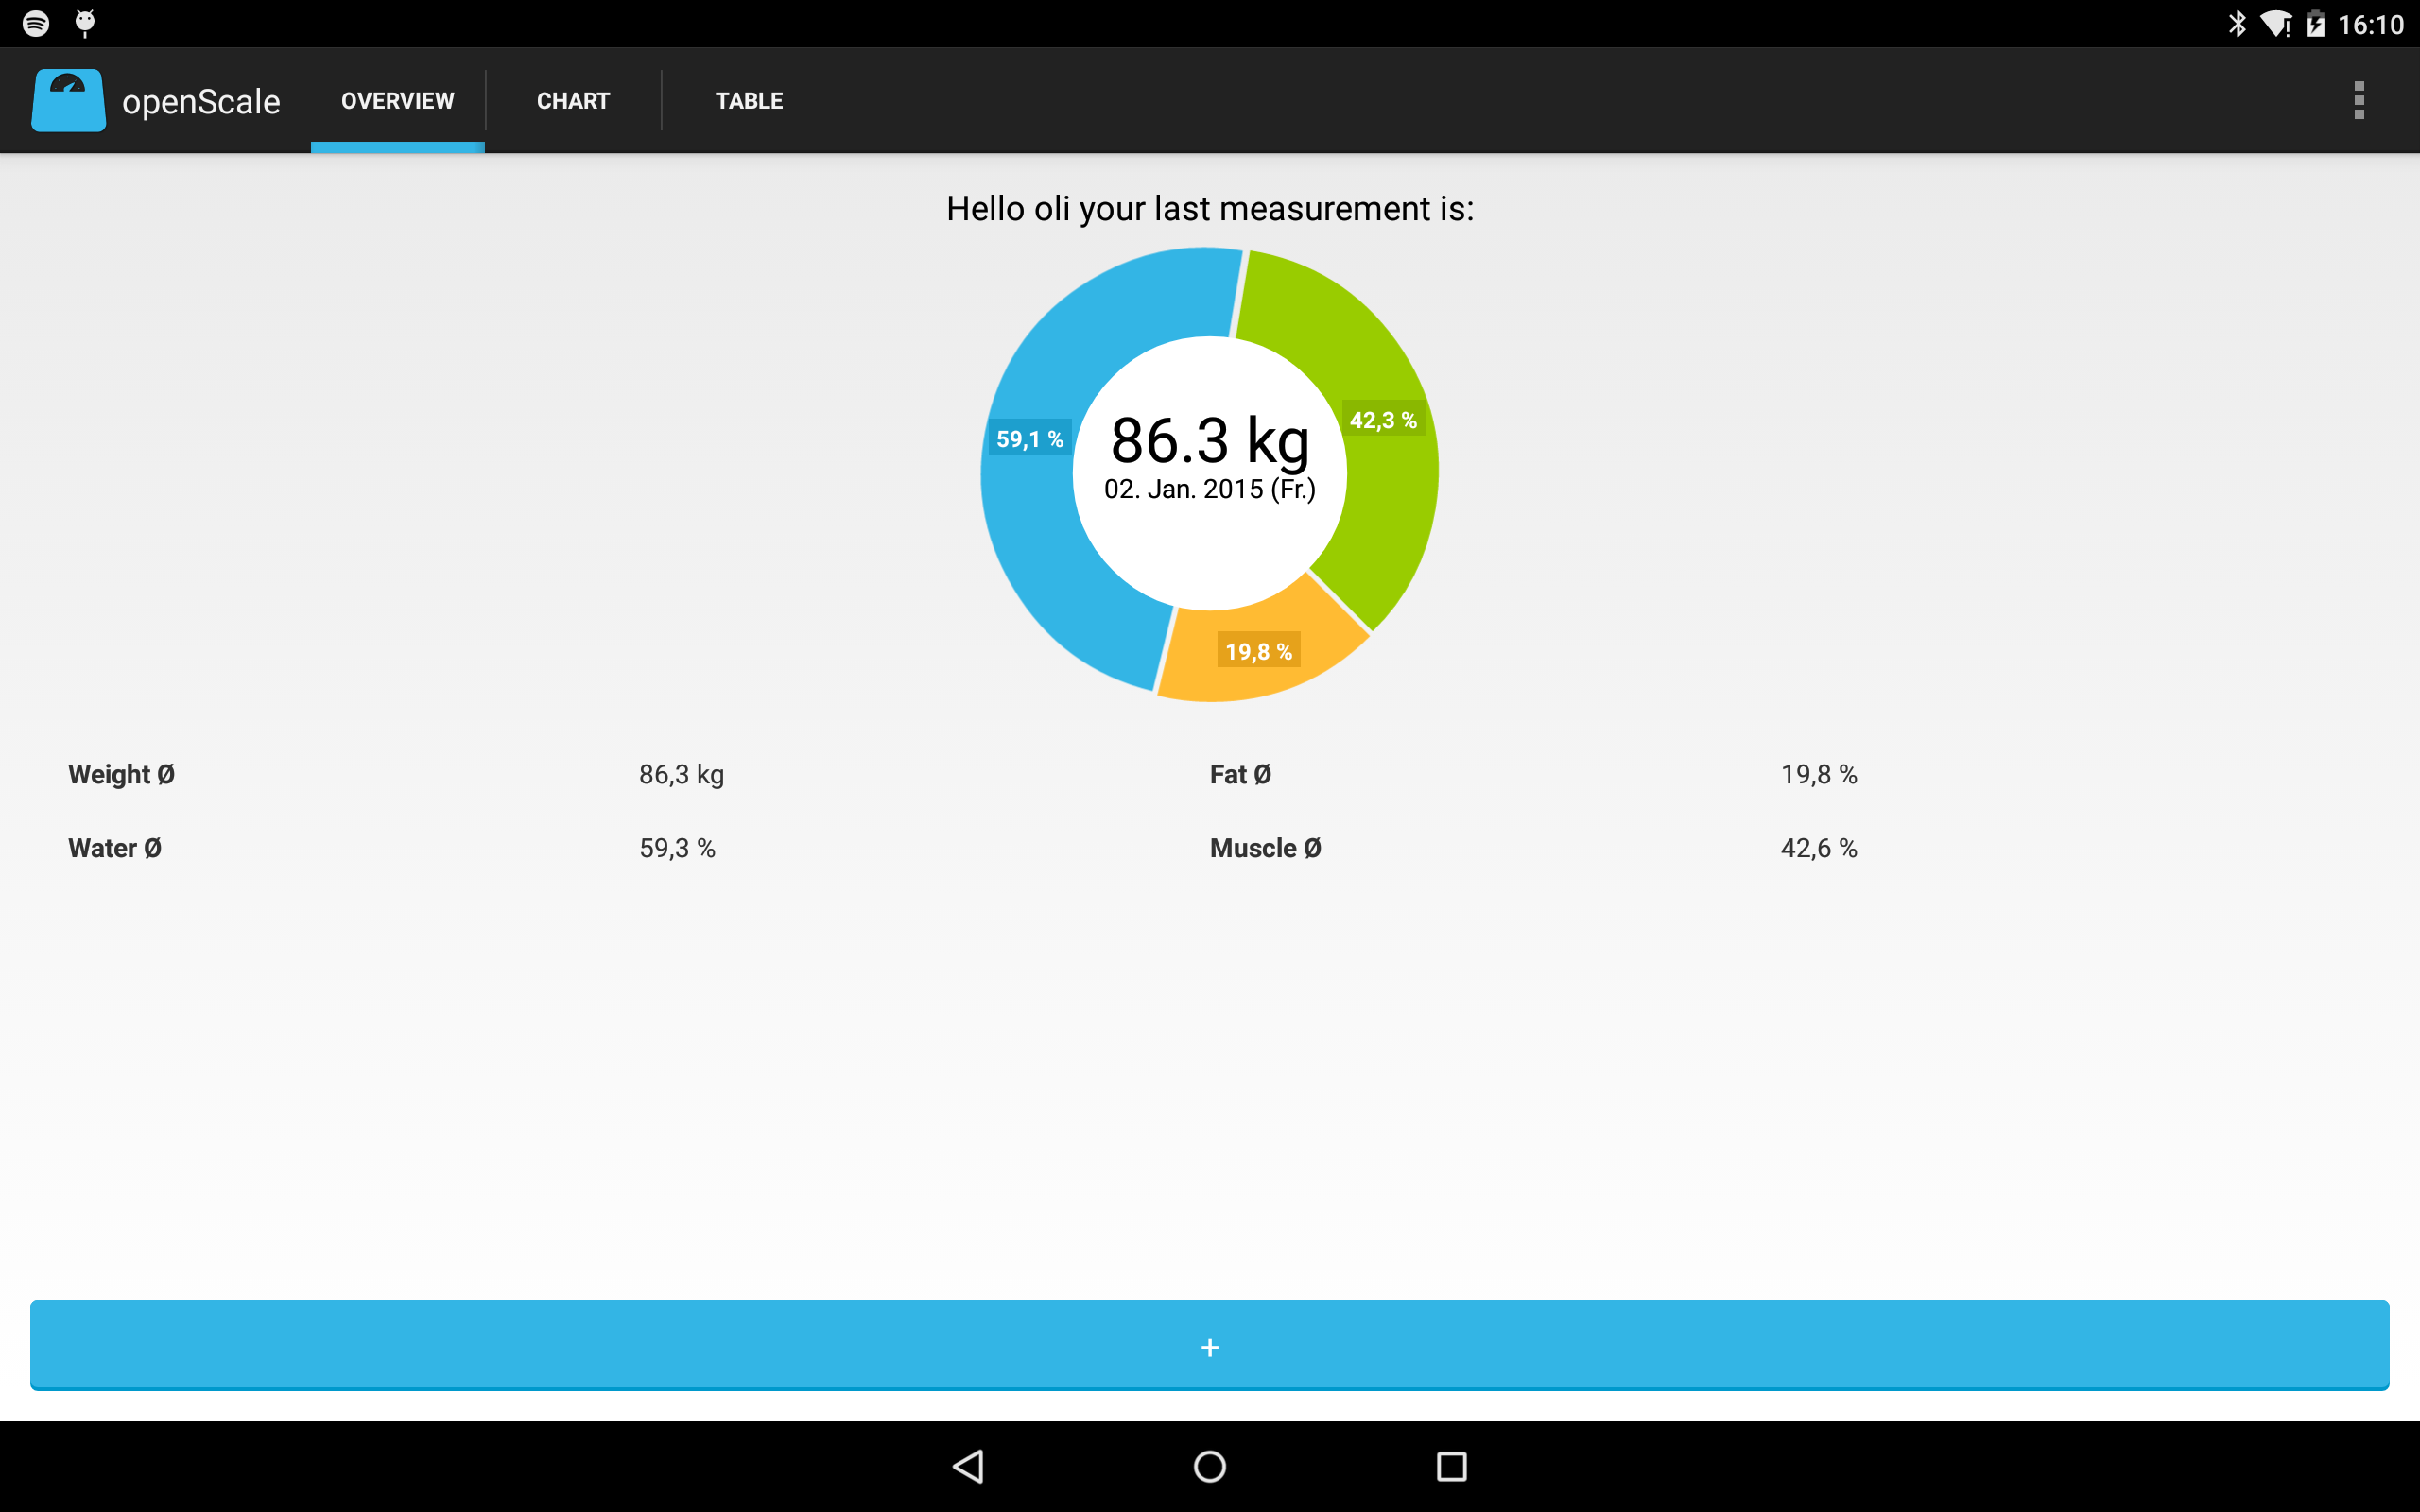 16:10
openScale OVERVIEW CHART TABLE
Hello oli your last measurement is:
42,3 %
59,1 %
86.3 kg
02. Jan. 2015 (Fr.)
19,8 %
Weight Ø 86,3 kg Fat Ø 19,8 %
Water Ø 59,3 % Muscle Ø 42,6 %
+